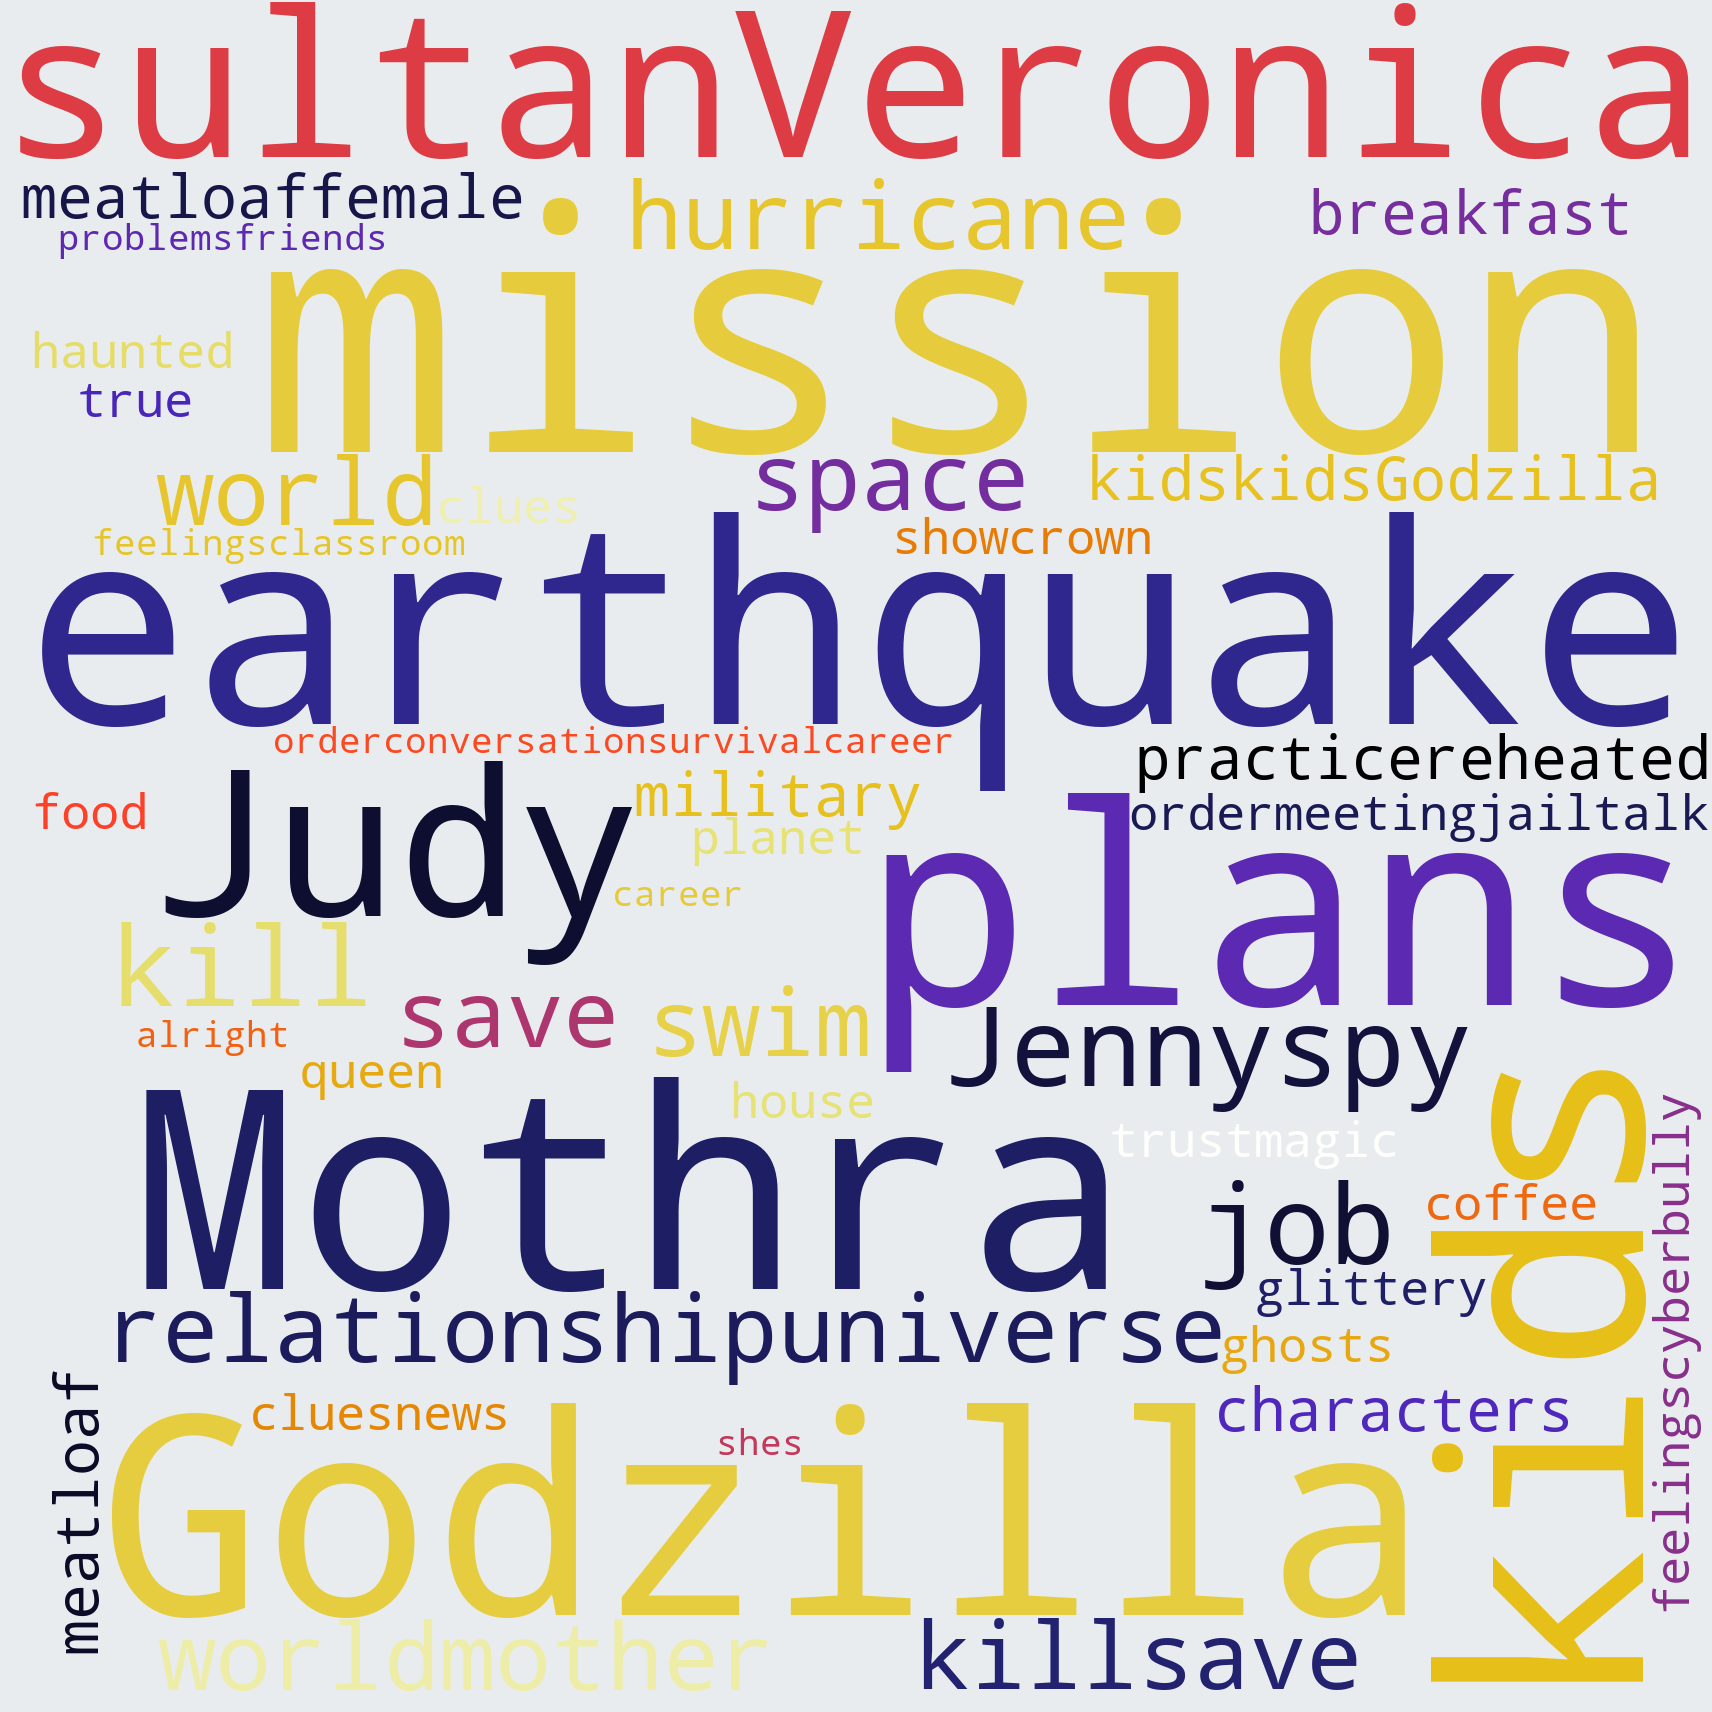 sultanVeronica
meatloaffemale
hurricane
breakfast
problemsfriends
mission
haunted
true
world
clues
space
kidskidsGodzilla
feelingsclassroom
showcrown
earthquake
orderconversationsurvivalcareer
practicereheated
food
Judy
military
ordermeetingjailtalk
planet
career
plans
kill
save
swim
alright
Jennyspy
queen
house
Mothra
trustmagic
kids
feelingscyberbully
job
coffee
glittery
relationshipuniverse
ghosts
meatloaf
cluesnews
characters
shes
Godzilla
worldmother
killsave